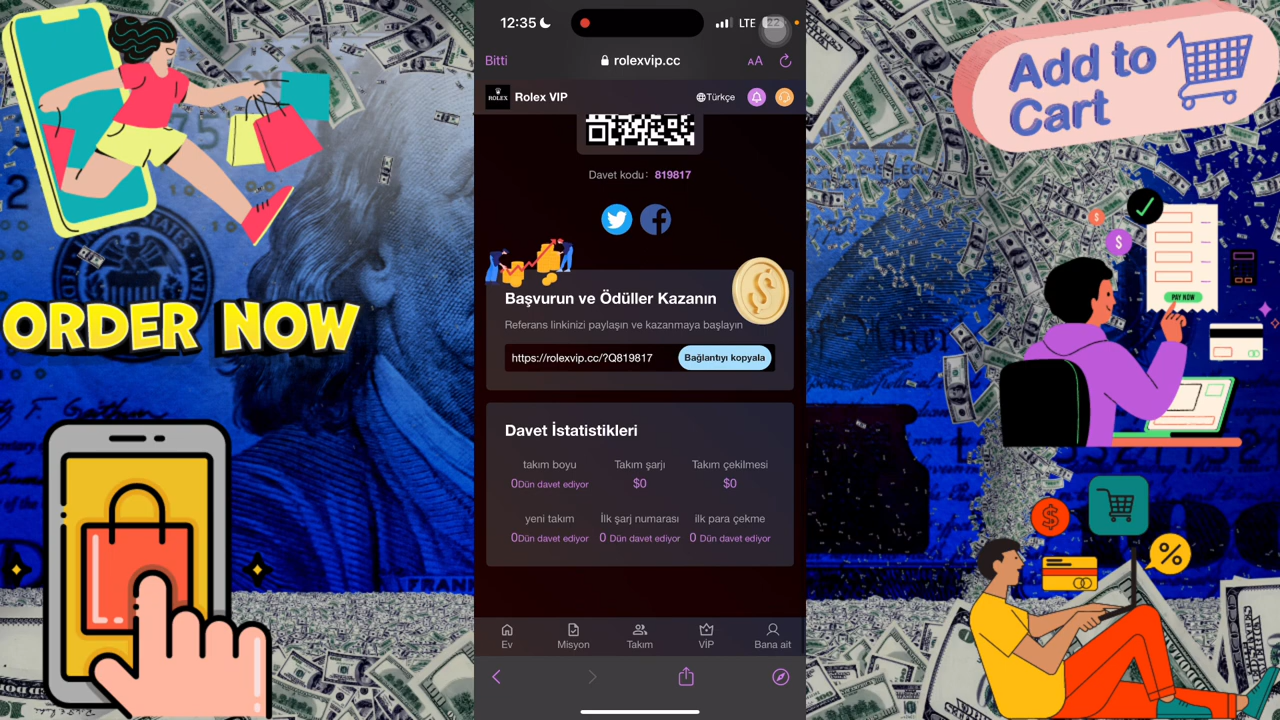 12:35
LTE
22
Bitti
rolexvip.cc
AA
ROLEX
Rolex VIP
Türkçe
Davet kodu: 819817
Başvurun ve Ödüller Kazanın
Referans linkinizi paylaşın ve kazanmaya başlayın
https://rolexvip.cc/?Q819817
Bağlantıyı kopyala
Davet İstatistikleri
takım boyu
Takım şarjı
Takım çekilmesi
0Dün davet ediyor
$0
$0
yeni takım
İlk şarj numarası
ilk para çekme
0Dün davet ediyor
0 Dün davet ediyor
0 Dün davet ediyor
Ev
Misyon
Takım
VİP
Bana ait
ORDER NOW
Add to
Cart
PAY NOW
$
$
$
%
FRANK